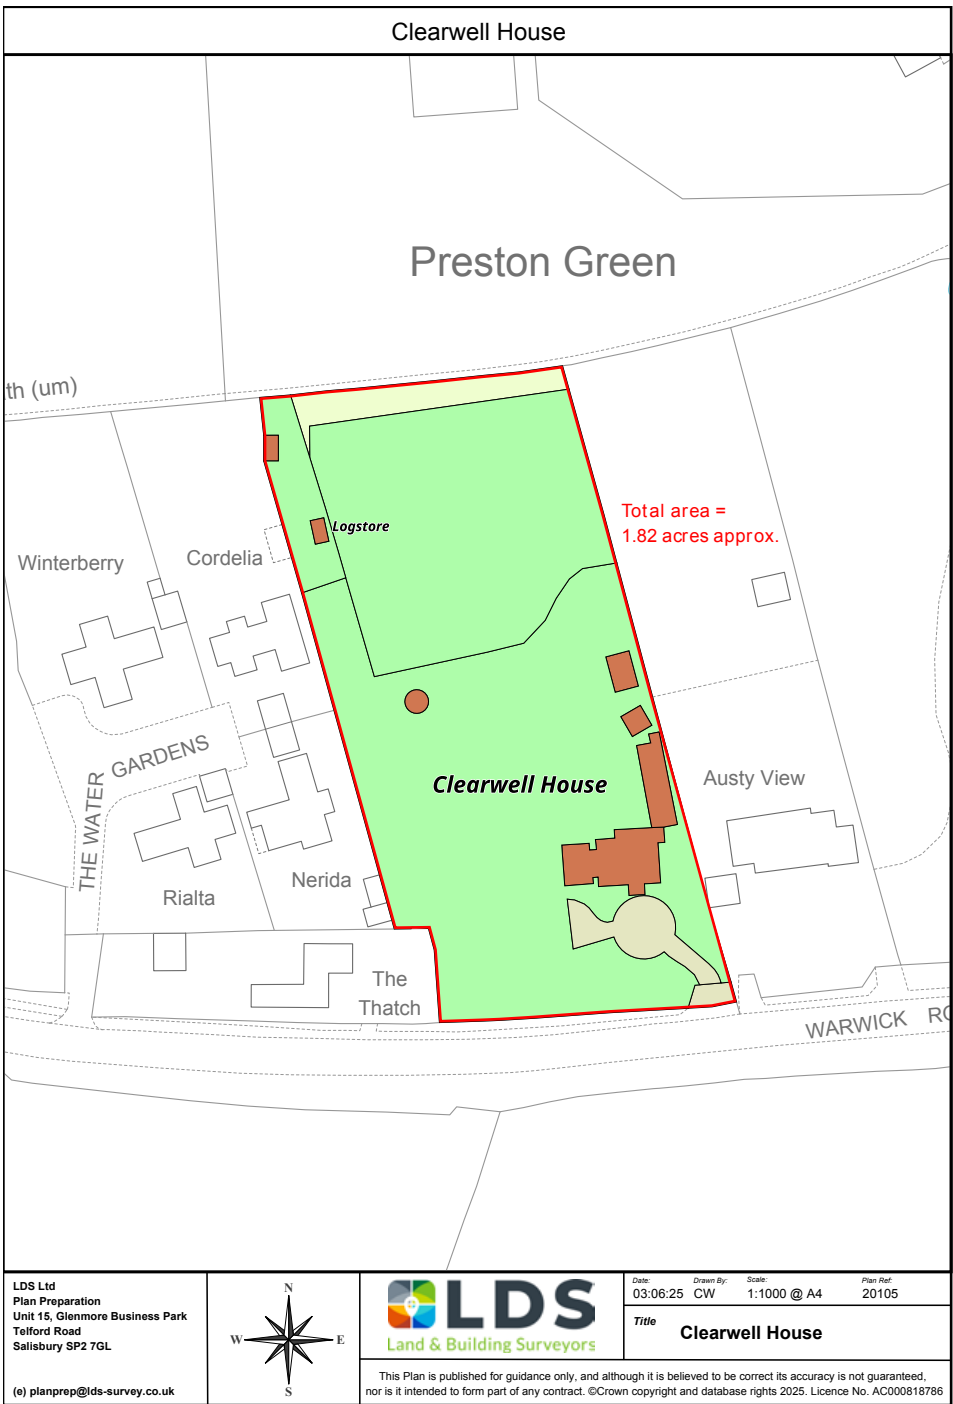 Clearwell House
Preston Green
th (um)
Total area =
1.82 acres approx.
Logstore
Winterberry
Cordelia
THE WATER
GARDENS
Clearwell House
Austy View
Rialta
Nerida
The
Thatch
WARWICK
LDS Ltd
Plan Preparation
Unit 15, Glenmore Business Park
Telford Road
Salisbury SP2 7GL
(e) planprep@lds-survey.co.uk
N
W E
S
LDS
Land & Building Surveyors
Date: Drawn By: Scale: Plan Ref:
03:06:25 CW 1:1000 @ A4 20105
Title
Clearwell House
This Plan is published for guidance only, and although it is believed to be correct its accuracy is not guaranteed,
nor is it intended to form part of any contract. ©Crown copyright and database rights 2025. Licence No. AC000818786